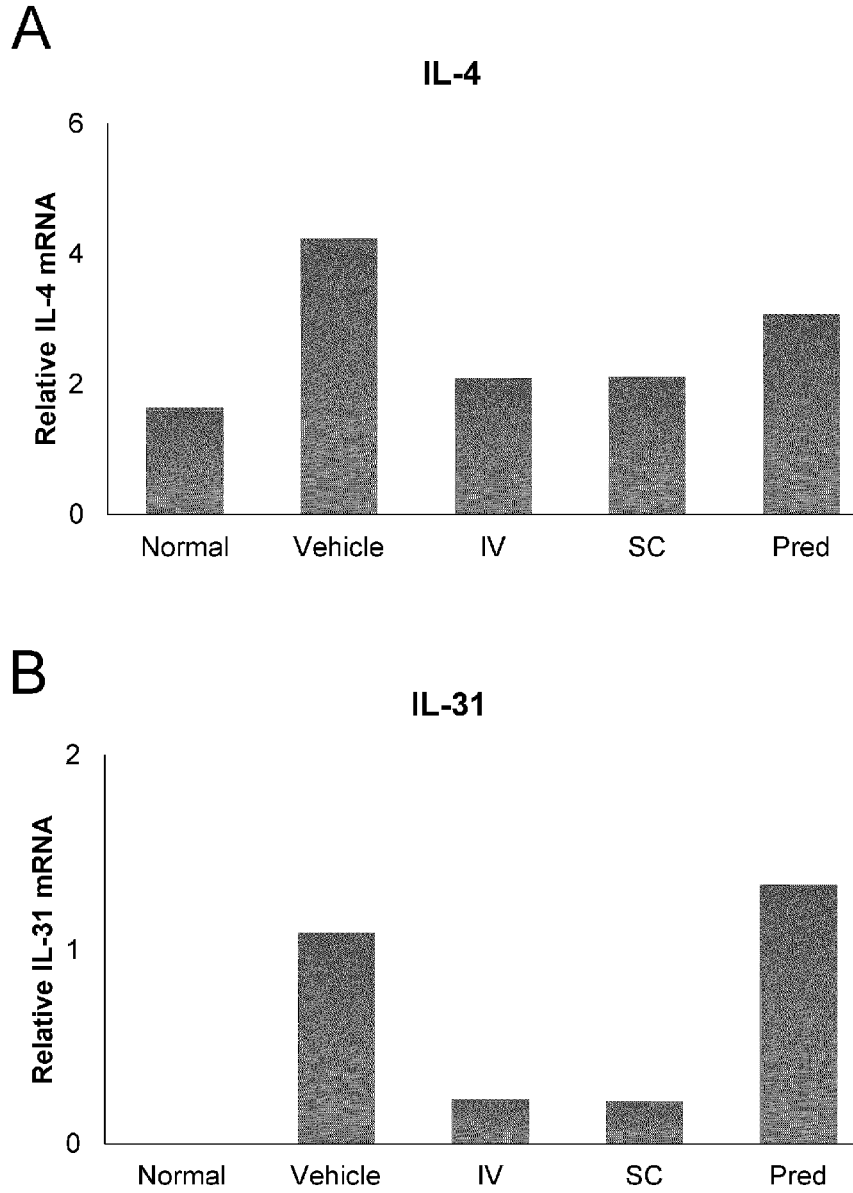 A
IL-4
Relative IL-4 mRNA
6
4
2
0
Normal Vehicle IV SC Pred
B
IL-31
Relative IL-31 mRNA
2
1
0
Normal Vehicle IV SC Pred